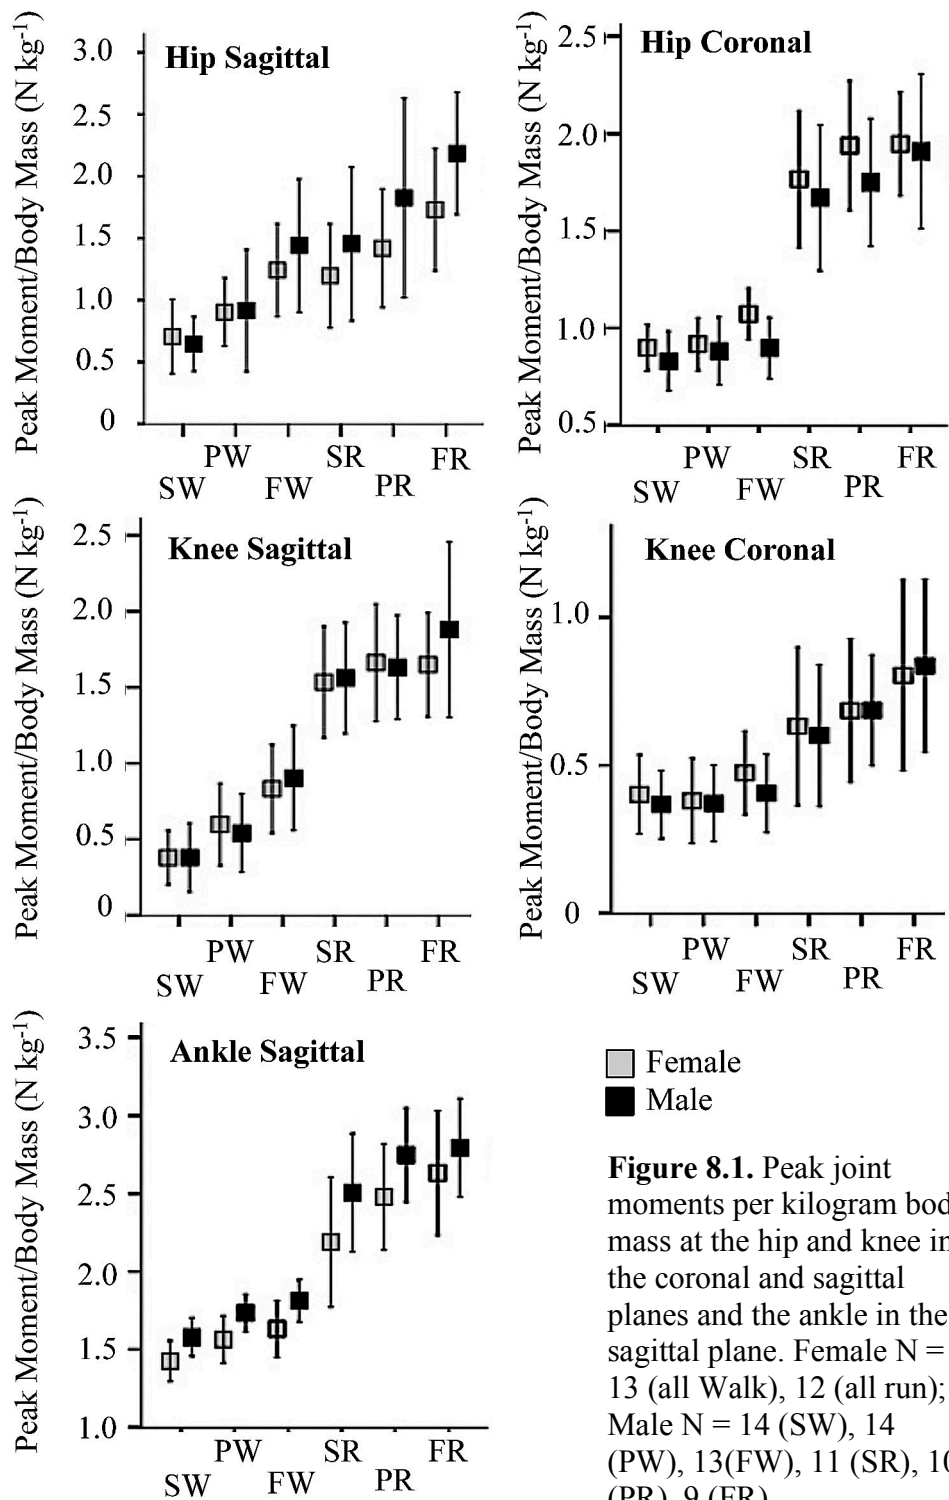 Peak Moment/Body Mass (N kg-1)
Hip Sagittal
3.0
2.5
2.0
1.5
1.0
0.5
0
PW SR FR
SW FW PR
Peak Moment/Body Mass (N kg-1)
Hip Coronal
2.5
2.0
1.5
1.0
0.5
PW SR FR
SW FW PR
Peak Moment/Body Mass (N kg-1)
Knee Sagittal
2.5
2.0
1.5
1.0
0.5
0
PW SR FR
SW FW PR
Peak Moment/Body Mass (N kg-1)
Knee Coronal
1.0
0.5
0
PW SR FR
SW FW PR
Peak Moment/Body Mass (N kg-1)
Ankle Sagittal
3.5
3.0
2.5
2.0
1.5
1.0
PW SR FR
SW FW PR
Female
Male
Figure 8.1. Peak joint
moments per kilogram bod
mass at the hip and knee in
the coronal and sagittal
planes and the ankle in the
sagittal plane. Female N =
13 (all Walk), 12 (all run);
Male N = 14 (SW), 14
(PW), 13(FW), 11 (SR), 10
(PR), 9 (FR)